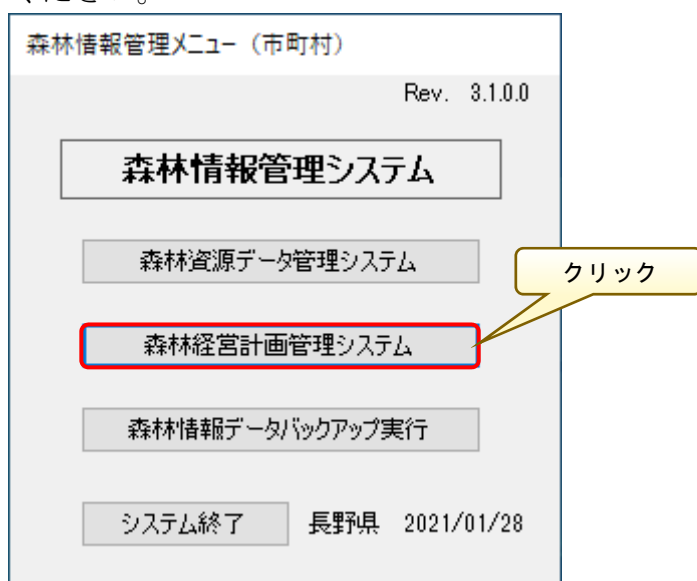 ください。
森林情報管理メニュー（市町村）
Rev. 3.1.0.0
森林情報管理システム
森林資源データ管理システム
クリック
森林経営計画管理システム
森林情報データバックアップ実行
システム終了 長野県 2021/01/28